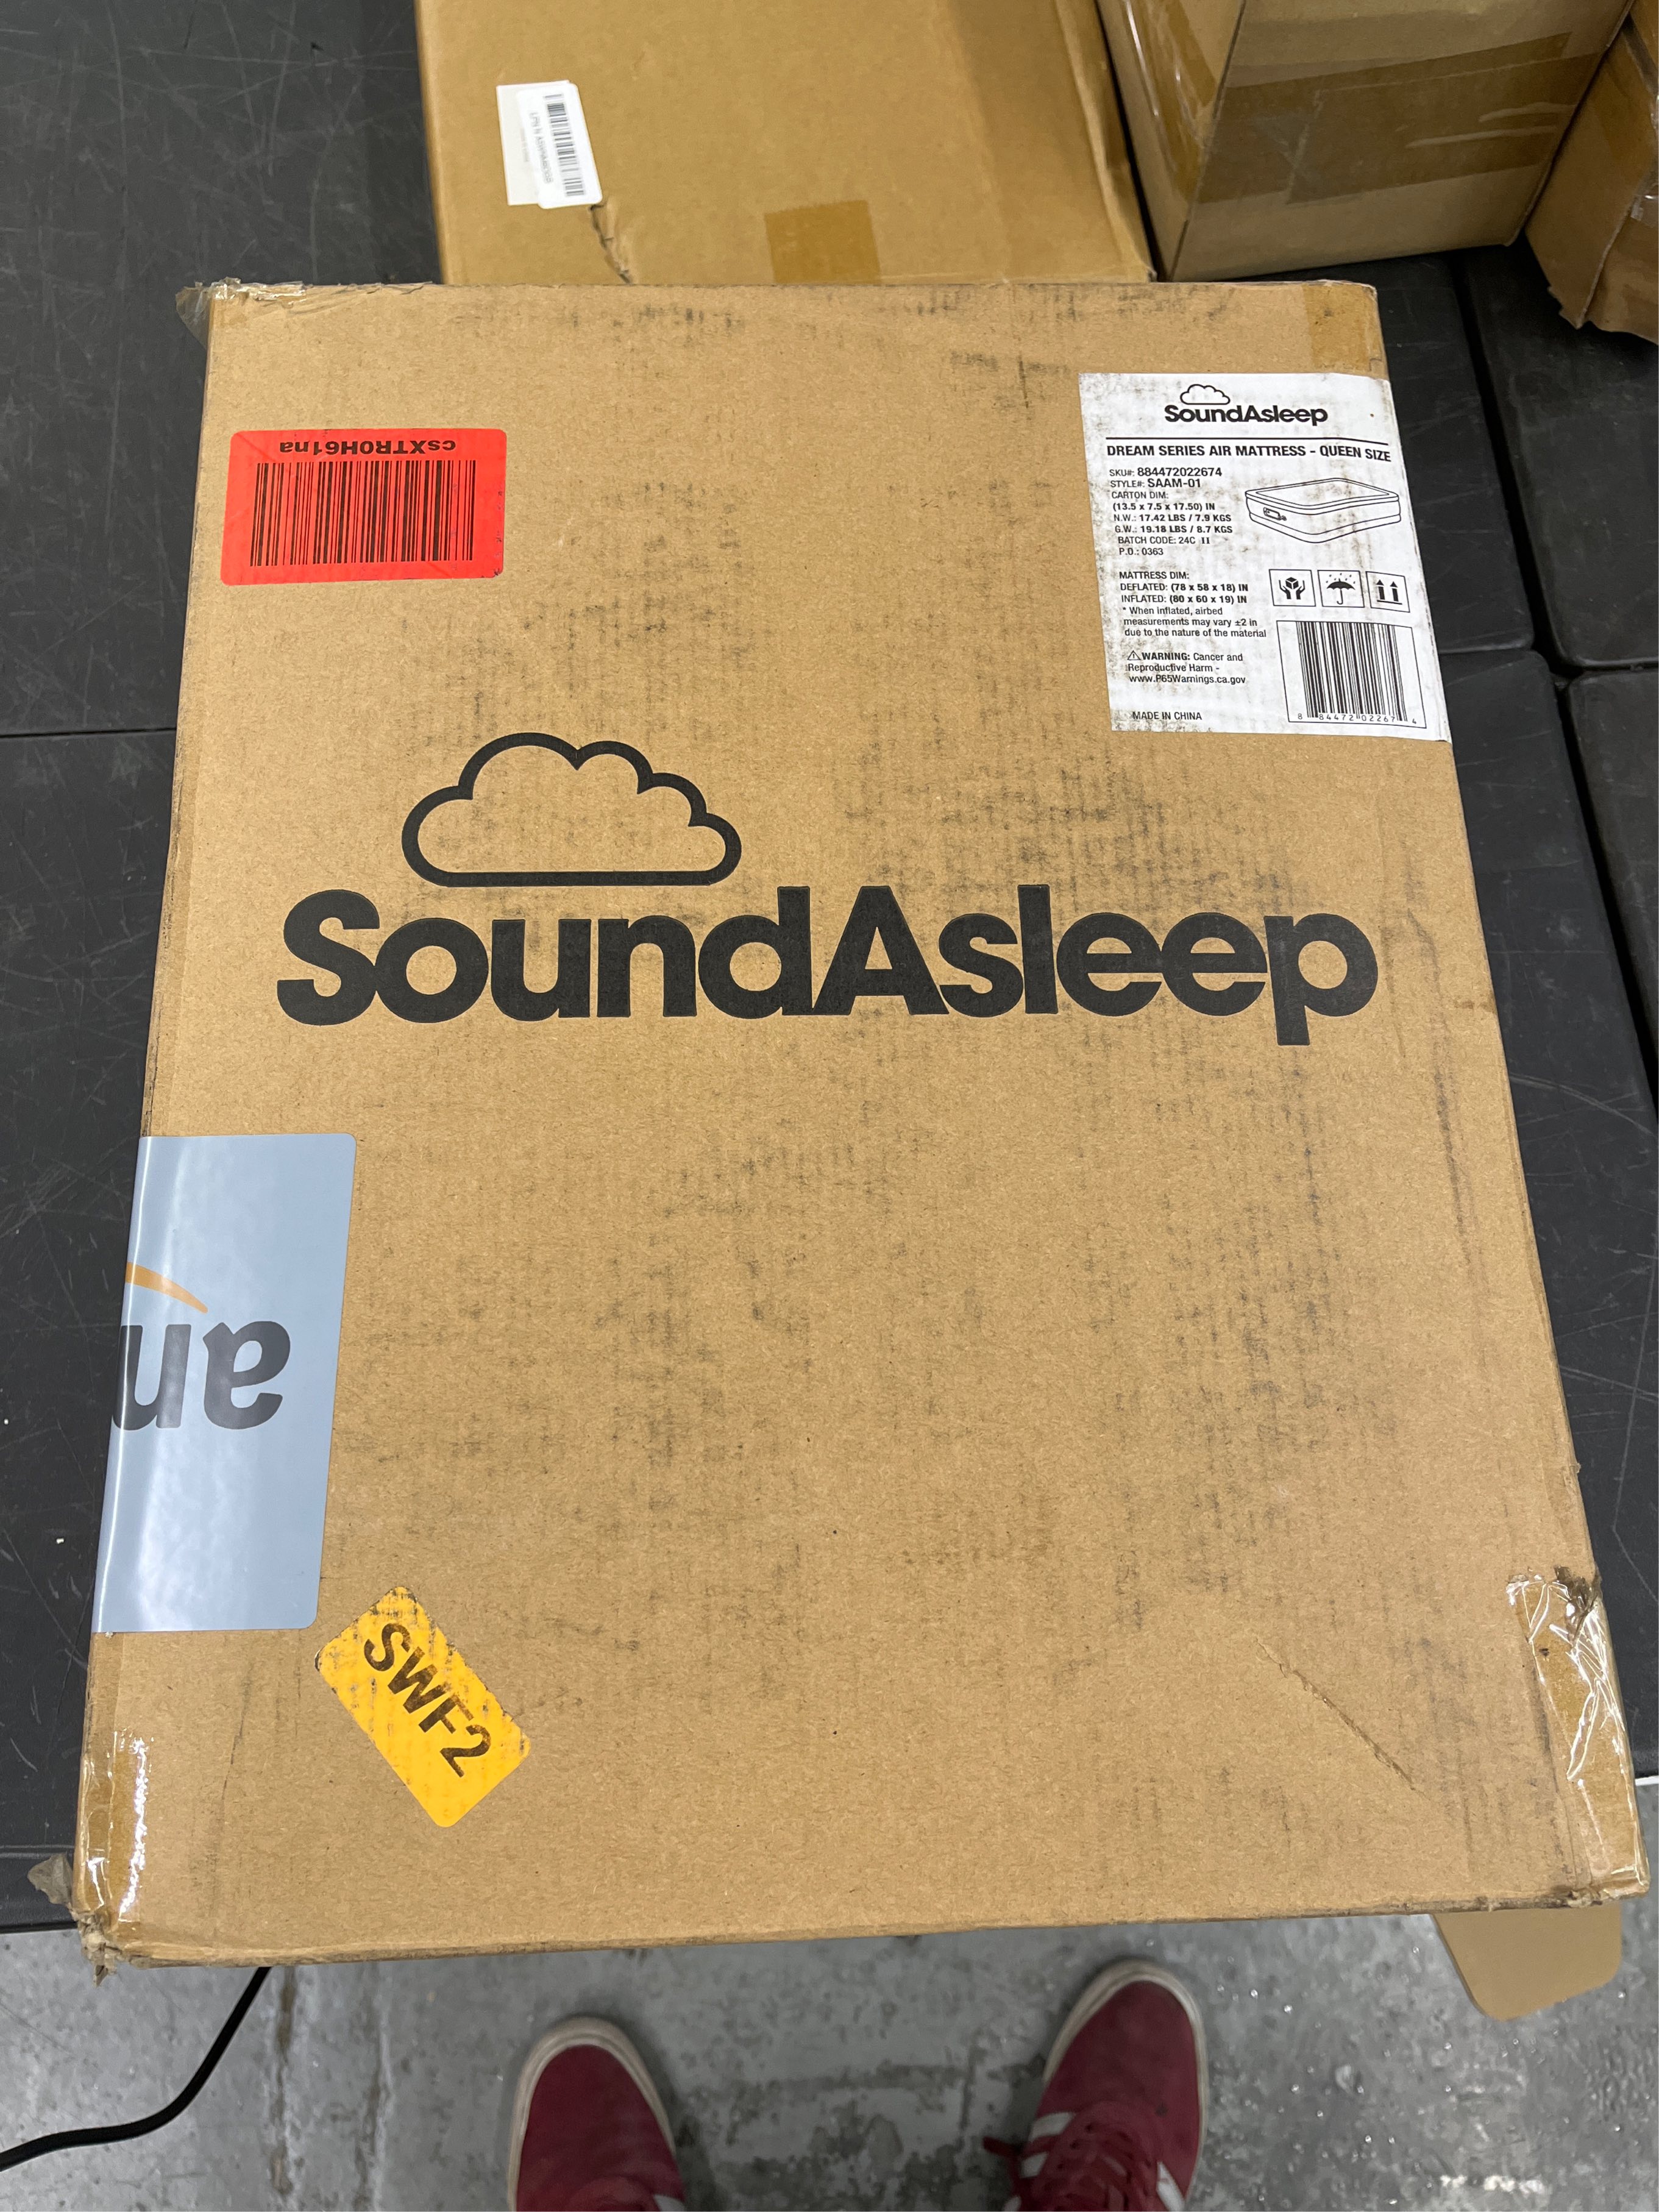 csXTR0H61na
SoundAsleep
DREAM SERIES AIR MATTRESS - QUEEN SIZE
SKU#: 884472022674
STYLE#: SAAM-01
CARTON DIM:
(13.5 x 7.5 x 17.50) IN
N.W.: 17.42 LBS / 7.9 KGS
G.W.: 19.18 LBS / 8.7 KGS
BATCH CODE: 24C II
P.O.: 0363
MATTRESS DIM:
DEFLATED: (78 x 58 x 18) IN
INFLATED: (80 x 60 x 19) IN
* When inflated, airbed
measurements may vary ±2 in
due to the nature of the material
WARNING: Cancer and
Reproductive Harm -
www.P65Warnings.ca.gov
MADE IN CHINA
8 84472 02267 4
SoundAsleep
SWF2